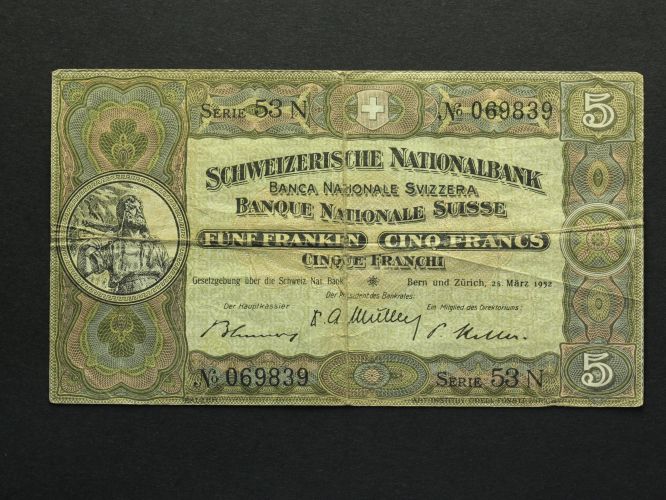 SERIE 53 N № 069839 5
SCHWEIZERISCHE NATIONALBANK
BANCA NAZIONALE SVIZZERA
BANQUE NATIONALE SUISSE
FÜNF FRANKEN CINQ FRANCS
CINQUE FRANCHI
Gesetzgebung über die Schweiz. Nat. Bank Bern und Zürich, 28. März 1952
Der Präsident des Bankrates:
Der Hauptkassier Ein Mitglied des Direktoriums:
№ 069839 SERIE 53 N 5